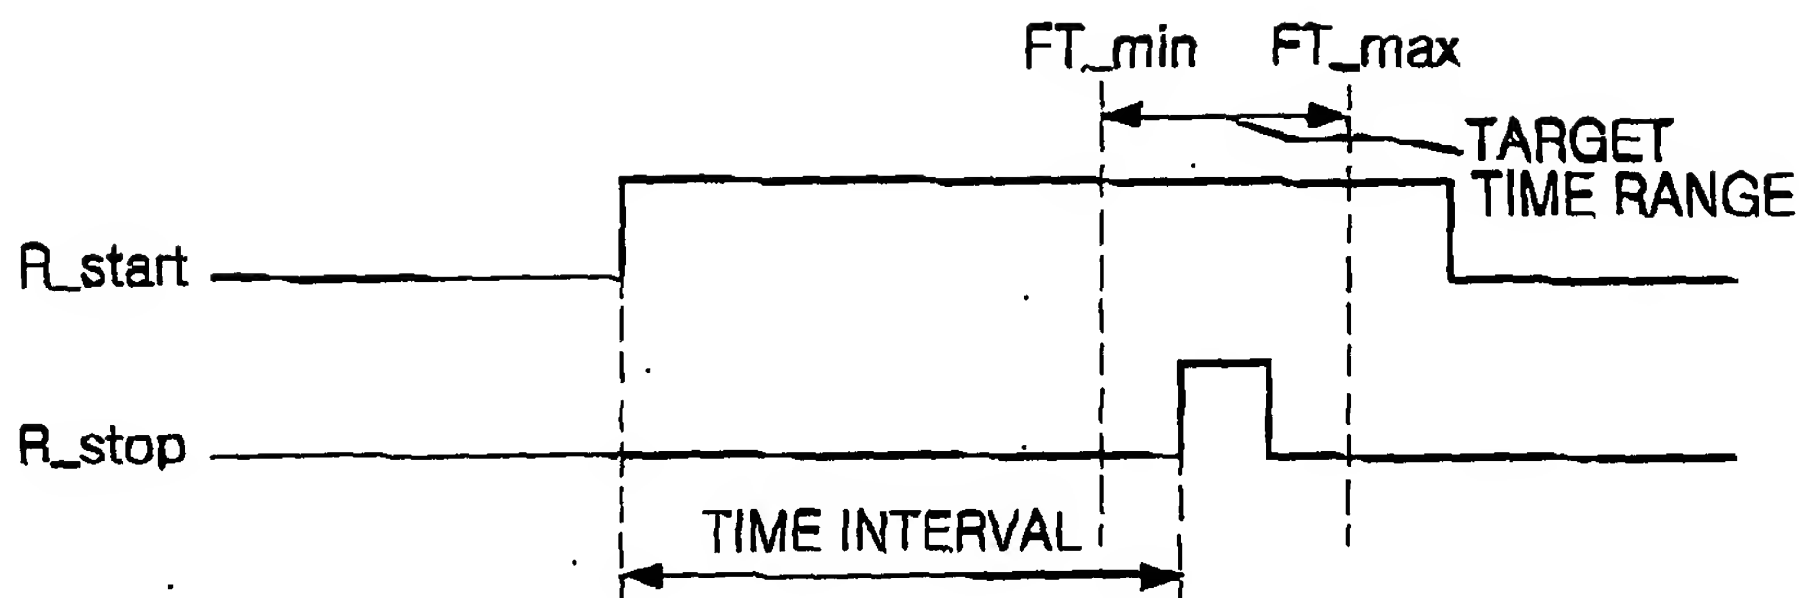 FT_min FT_max
TARGET
TIME RANGE
R_start
R_stop
TIME INTERVAL